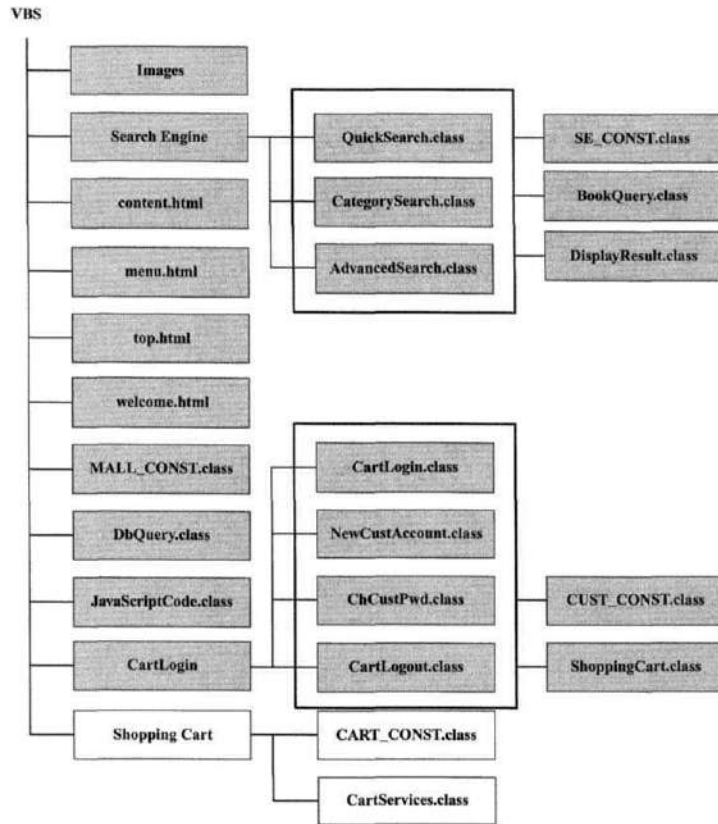 VBS
Images
Search Engine
QuickSearch.class
SE_CONST.class
content.html
CategorySearch.class
BookQuery.class
menu.html
AdvancedSearch.class
DisplayResult.class
top.html
welcome.html
MALL_CONST.class
CartLogin.class
DbQuery.class
NewCustAccount.class
JavaScriptCode.class
ChCustPwd.class
CUST_CONST.class
CartLogin
CartLogout.class
ShoppingCart.class
Shopping Cart
CART_CONST.class
CartServices.class